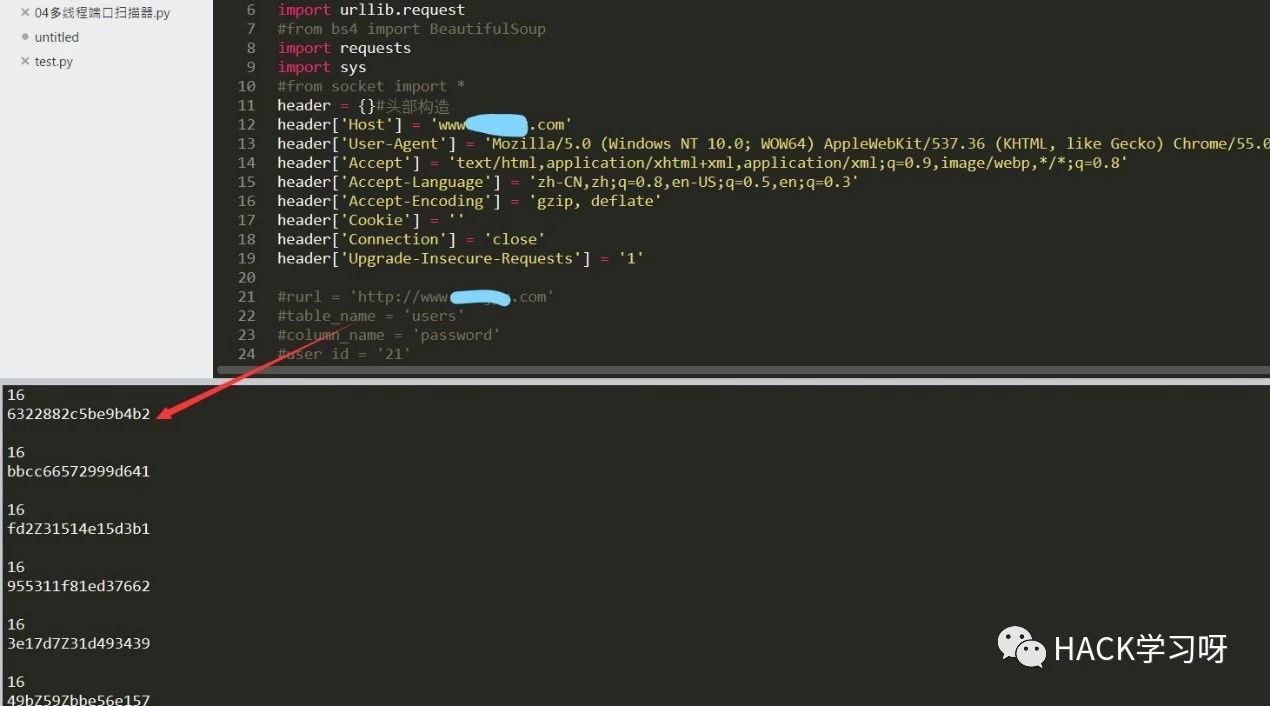 04多线程端口扫描器.py
untitled
test.py
6 import urllib.request
7 #from bs4 import BeautifulSoup
8 import requests
9 import sys
10 #from socket import *
11 header = {}#头部构造
12 header['Host'] = 'www .com'
13 header['User-Agent'] = 'Mozilla/5.0 (Windows NT 10.0; WOW64) AppleWebKit/537.36 (KHTML, like Gecko) Chrome/55.0
14 header['Accept'] = 'text/html,application/xhtml+xml,application/xml;q=0.9,image/webp,*/*;q=0.8'
15 header['Accept-Language'] = 'zh-CN,zh;q=0.8,en-US;q=0.5,en;q=0.3'
16 header['Accept-Encoding'] = 'gzip, deflate'
17 header['Cookie'] = ''
18 header['Connection'] = 'close'
19 header['Upgrade-Insecure-Requests'] = '1'
20
21 #rurl = 'http://www .com'
22 #table_name = 'users'
23 #column_name = 'password'
24 #user_id = '21'
16
6322882c5be9b4b2
16
bbcc66572999d641
16
fd2Z31514e15d3b1
16
955311f81ed37662
16
3e17d7Z31d493439
16
49bZ59Zbbe56e157
HACK学习呀